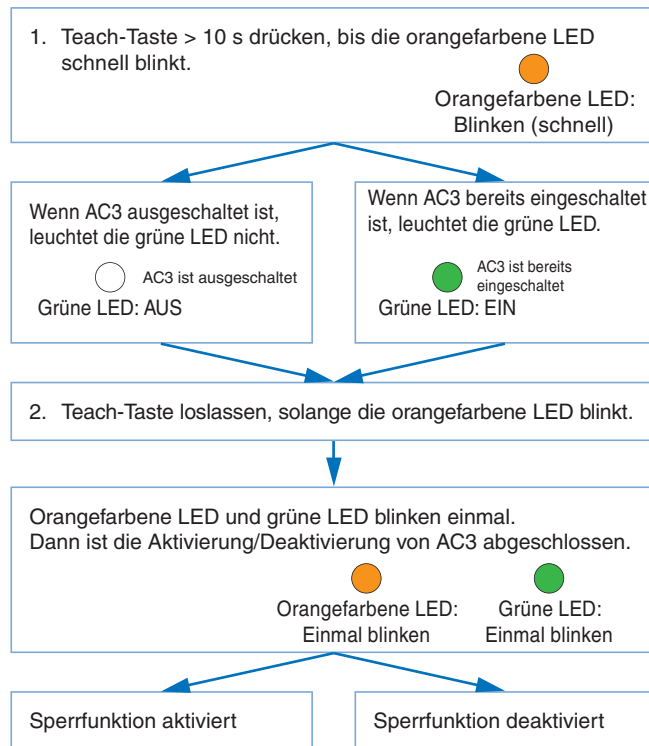 1. Teach-Taste > 10 s drücken, bis die orangefarbene LED
schnell blinkt.
Orangefarbene LED:
Blinken (schnell)
Wenn AC3 ausgeschaltet ist,
leuchtet die grüne LED nicht.
AC3 ist ausgeschaltet
Grüne LED: AUS
Wenn AC3 bereits eingeschaltet
ist, leuchtet die grüne LED.
AC3 ist bereits
eingeschaltet
Grüne LED: EIN
2. Teach-Taste loslassen, solange die orangefarbene LED blinkt.
Orangefarbene LED und grüne LED blinken einmal.
Dann ist die Aktivierung/Deaktivierung von AC3 abgeschlossen.
Orangefarbene LED:
Einmal blinken
Grüne LED:
Einmal blinken
Sperrfunktion aktiviert
Sperrfunktion deaktiviert